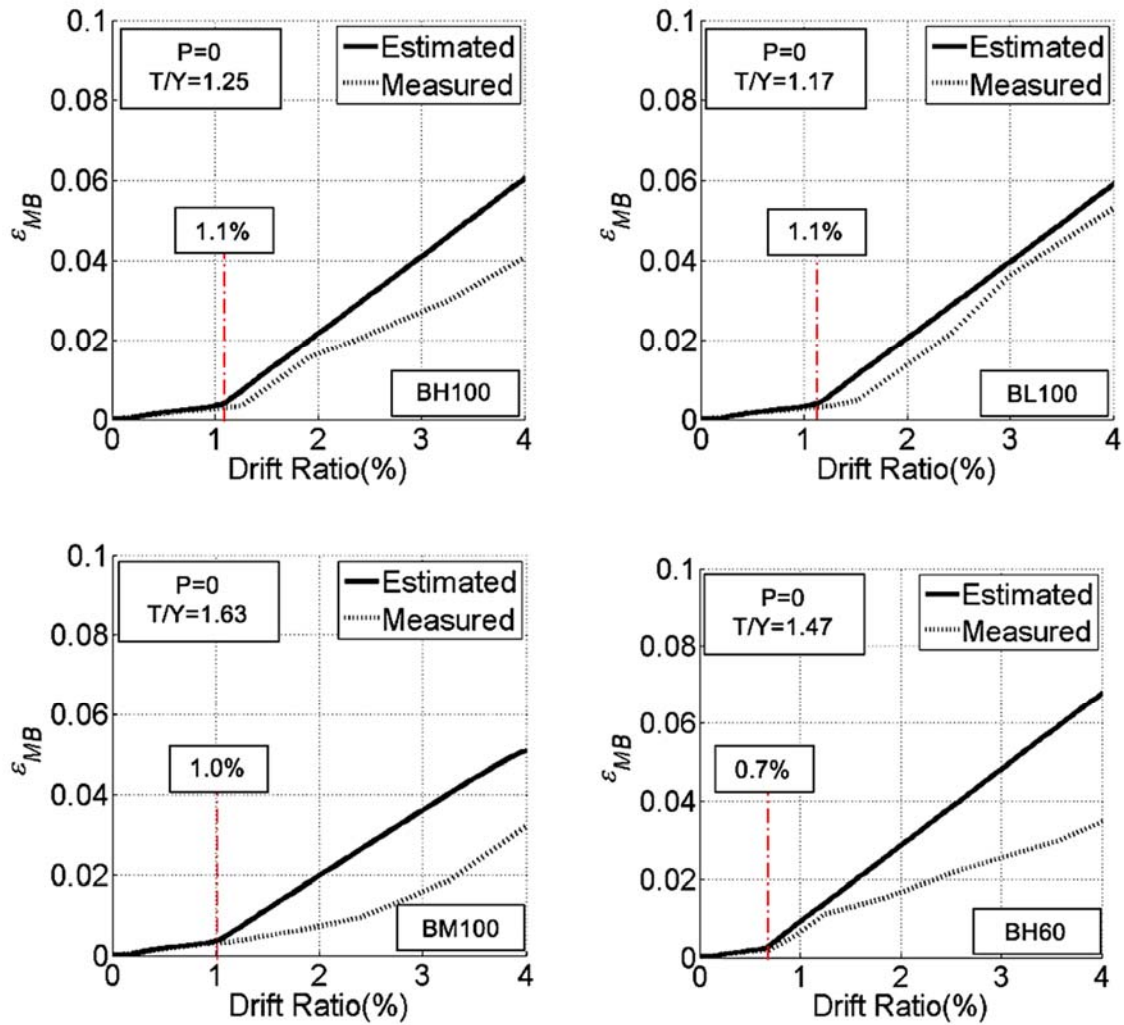 0.1
P=0
T/Y=1.25
Estimated
Measured
0.08
0.06
εMB
1.1%
0.04
0.02
BH100
0
0 1 2 3 4
Drift Ratio(%)
0.1
P=0
T/Y=1.17
Estimated
Measured
0.08
0.06
εMB
1.1%
0.04
0.02
BL100
0
0 1 2 3 4
Drift Ratio(%)
0.1
P=0
T/Y=1.63
Estimated
Measured
0.08
0.06
εMB
1.0%
0.04
0.02
BM100
0
0 1 2 3 4
Drift Ratio(%)
0.1
P=0
T/Y=1.47
Estimated
Measured
0.08
0.06
εMB
0.7%
0.04
0.02
BH60
0
0 1 2 3 4
Drift Ratio(%)